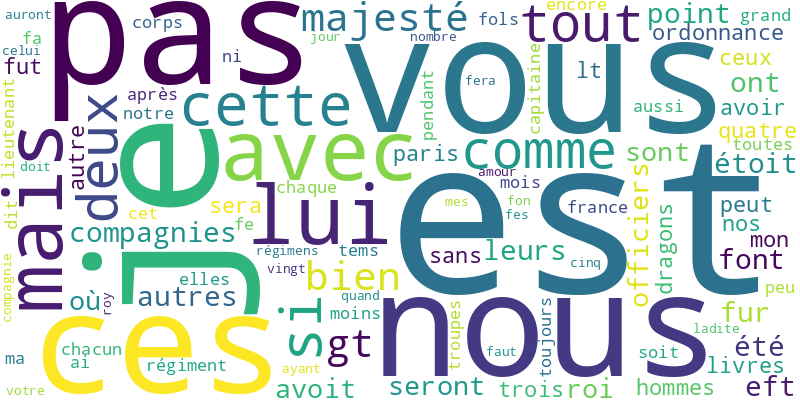 auront
corps
pas
majesté
fols
encore
tout
point
grand
ordonnance
celui
fa
fut
ni
jour
nombre
vous
lt
fera
capitaine
ceux
ont
avoir
après
notre
cette
pendant
aussi
quatre
toutes
lieutenant
doit
mais
autre
deux
je
avec
paris
comme
sont
étoit
dit
cet
chaque
lui
amour
mois
mes
fon
fes
france
est
officiers
dragons
peut
nos
mon
font
peu
sera
fe
compagnies
régimens
tems
vingt
sans
leurs
cinq
elles
bien
compagnie
où
roy
autres
si
quand
moins
gt
nous
troupes
faut
toujours
fur
ladite
soit
été
livres
ces
chacun
ai
régiment
ma
votre
ayant
avoit
seront
trois
roi
hommes
eft